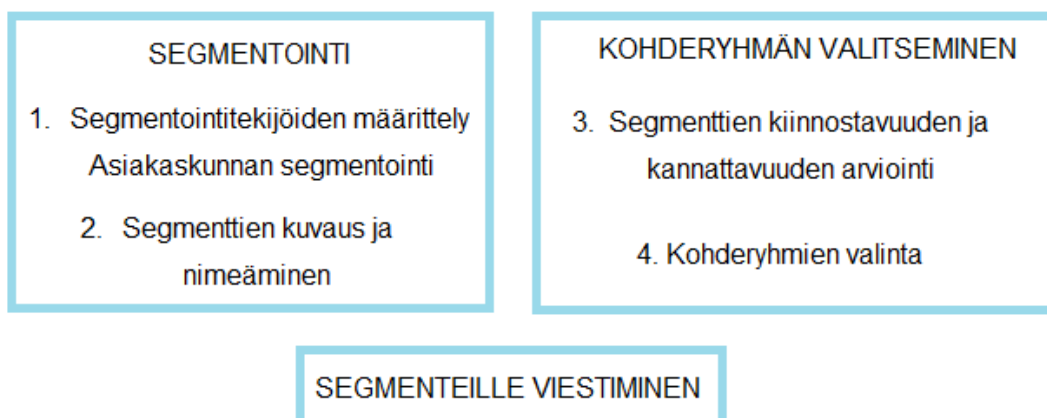 SEGMENTOINTI
1. Segmentointitekijöiden määrittely
Asiakaskunnan segmentointi
2. Segmenttien kuvaus ja
nimeäminen
KOHDERYHMÄN VALITSEMINEN
3. Segmenttien kiinnostavuuden ja
kannattavuuden arviointi
4. Kohderyhmien valinta
SEGMENTEILLE VIESTIMINEN